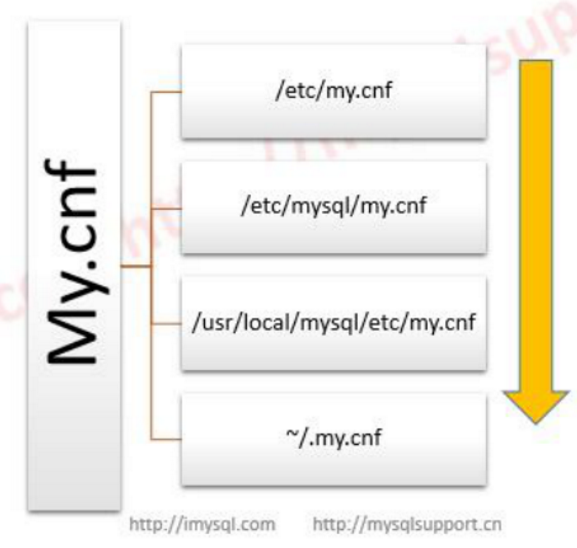 My.cnf
/etc/my.cnf
/etc/mysql/my.cnf
/usr/local/mysql/etc/my.cnf
~/.my.cnf
http://imysql.com http://mysqlsupport.cn